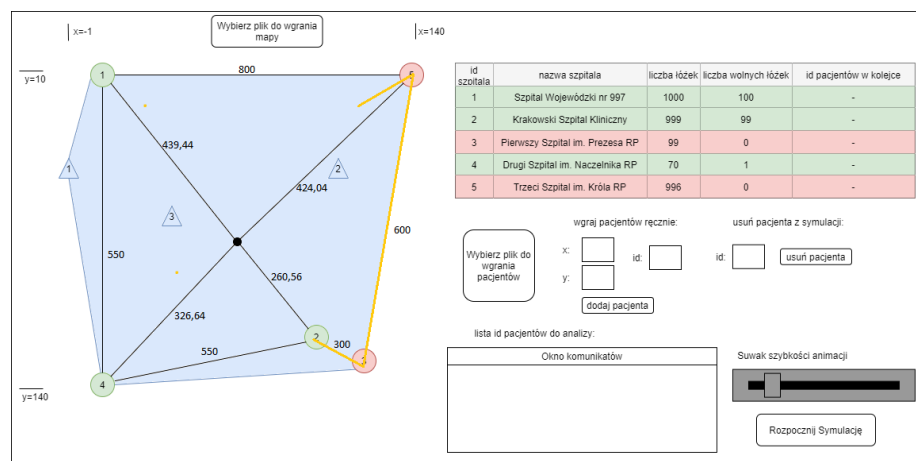 x=-1
Wybierz plik do wgrania
mapy
x=140
y=10
1
800
5
439,44
424,04
1
2
3
600
550
260,56
326,64
550
2
300
3
4
y=140
id
szpitala
nazwa szpitala
liczba łóżek
liczba wolnych łóżek
id pacjentów w kolejce
1 Szpital Wojewódzki nr 997 1000 100 -
2 Krakowski Szpital Kliniczny 999 99 -
3 Pierwszy Szpital im. Prezesa RP 99 0 -
4 Drugi Szpital im. Naczelnika RP 70 1 -
5 Trzeci Szpital im. Króla RP 996 0 -
Wybierz plik do
wgrania
pacjentów
wgraj pacjentów ręcznie:
x:
y:
id:
dodaj pacjenta
usuń pacjenta z symulacji:
id:
usuń pacjenta
lista id pacjentów do analizy:
Okno komunikatów
Suwak szybkości animacji
Rozpocznij Symulację